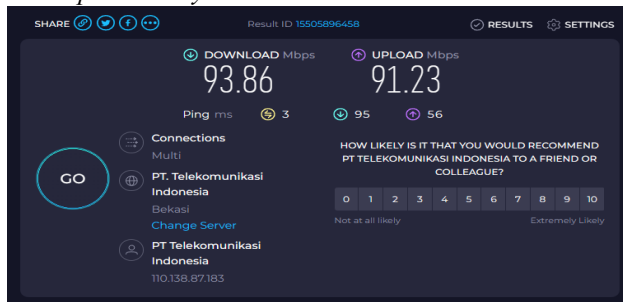 SHARE
Result ID 15505896458
RESULTS
SETTINGS
DOWNLOAD Mbps
93.86
UPLOAD Mbps
91.23
Ping ms
3
95
56
GO
Connections
Multi
PT. Telekomunikasi
Indonesia
Bekasi
Change Server
PT Telekomunikasi
Indonesia
110.138.87.183
HOW LIKELY IS IT THAT YOU WOULD RECOMMEND
PT TELEKOMUNIKASI INDONESIA TO A FRIEND OR
COLLEAGUE?
0 1 2 3 4 5 6 7 8 9 10
Not at all likely
Extremely Likely